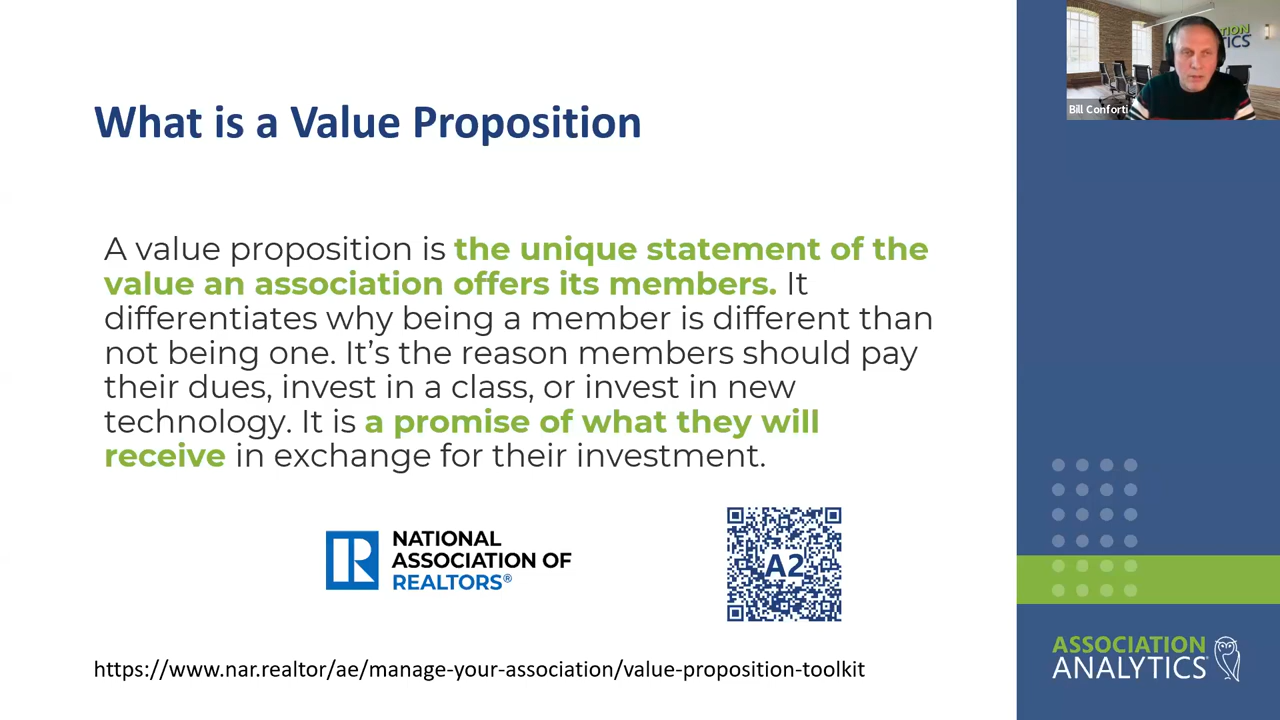 What is a Value Proposition
A value proposition is the unique statement of the
value an association offers its members. It
differentiates why being a member is different than
not being one. It's the reason members should pay
their dues, invest in a class, or invest in new
technology. It is a promise of what they will
receive in exchange for their investment.
NATIONAL
ASSOCIATION OF
REALTORS®
A2
https://www.nar.realtor/ae/manage-your-association/value-proposition-toolkit
Bill Conforti
ASSOCIATION
ANALYTICS